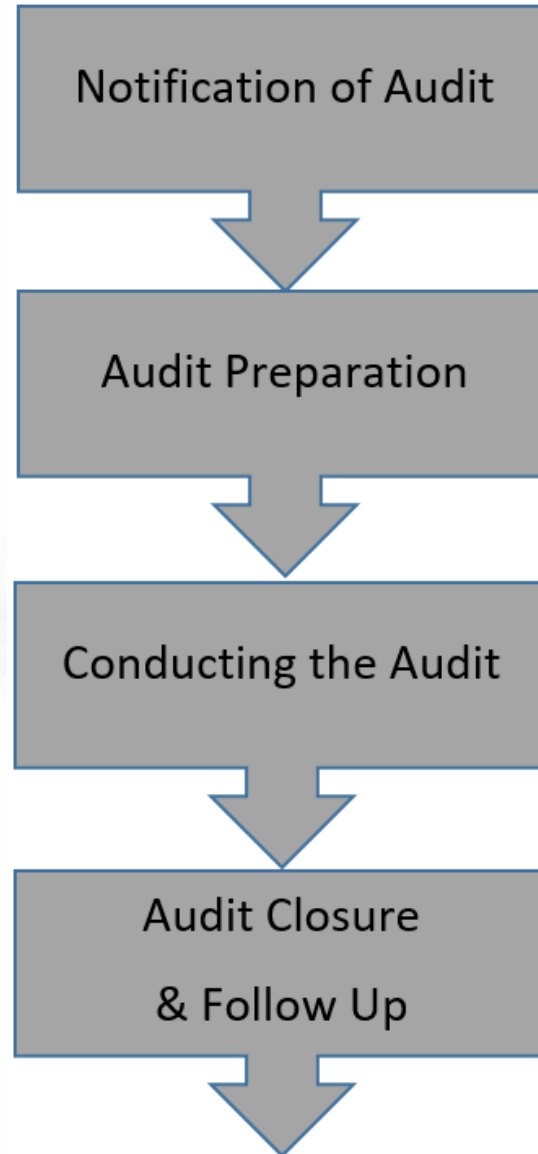 Notification of Audit
Audit Preparation
Conducting the Audit
Audit Closure
& Follow Up